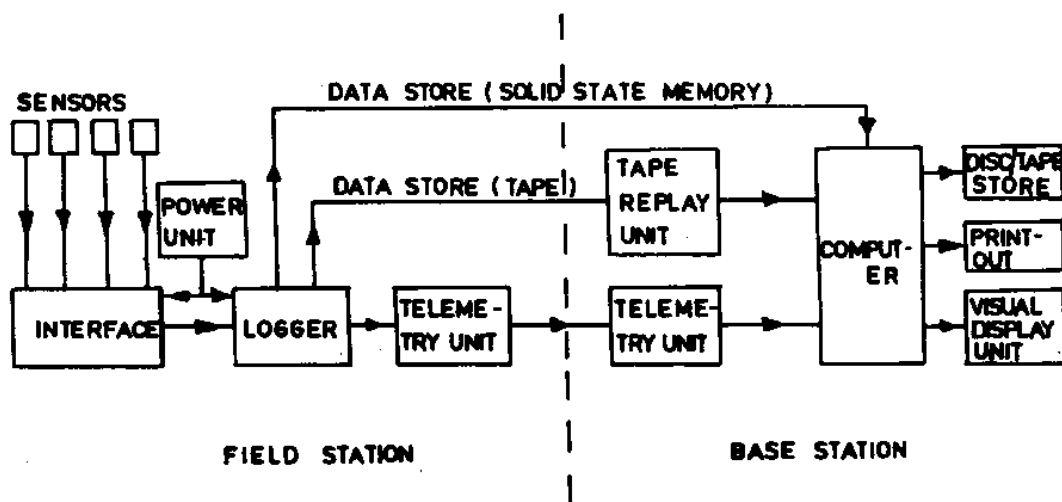 DATA STORE (SOLID STATE MEMORY)
SENSORS
DATA STORE (TAPE)
POWER
UNIT
TAPE
REPLAY
UNIT
DISC/TAPE
STORE
PRINT-
OUT
COMPUT-
ER
INTERFACE
LOGGER
TELEME-
TRY UNIT
TELEME-
TRY UNIT
VISUAL
DISPLAY
UNIT
FIELD STATION
BASE STATION